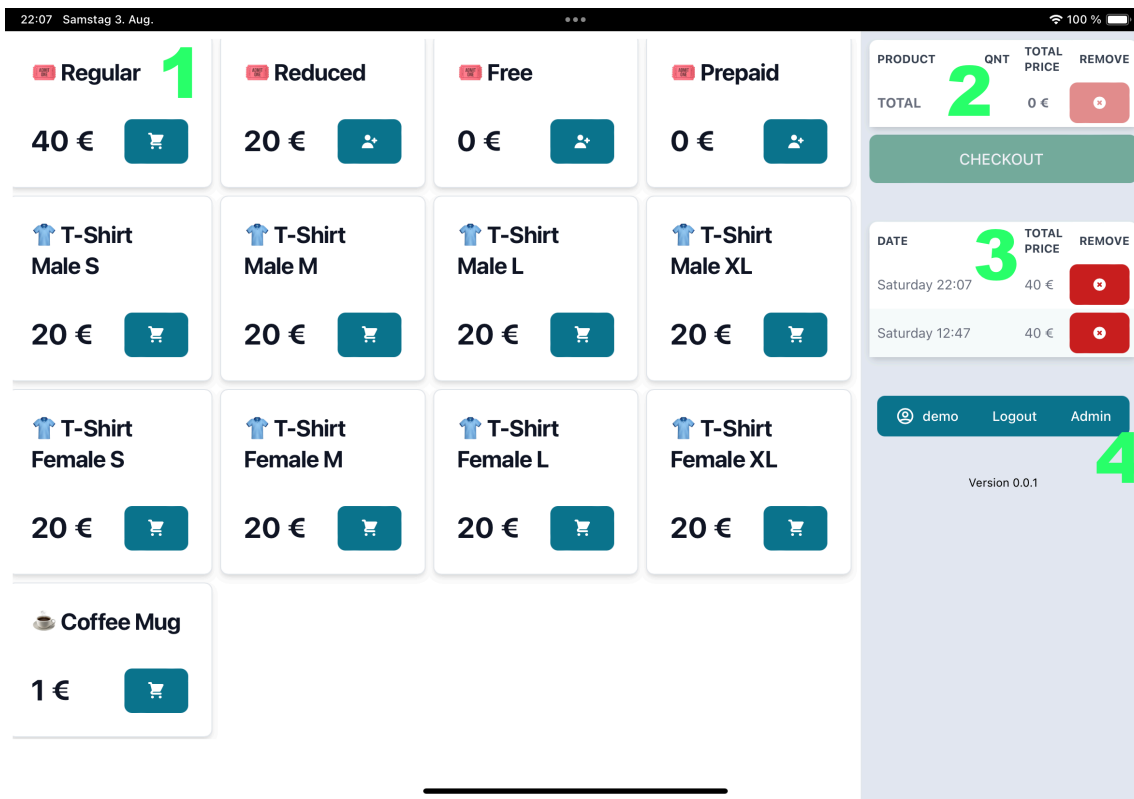 22:07 Samstag 3. Aug.
100 %
Regular
1
40 €
Reduced
20 €
Free
0 €
Prepaid
0 €
T-Shirt
Male S
20 €
T-Shirt
Male M
20 €
T-Shirt
Male L
20 €
T-Shirt
Male XL
20 €
T-Shirt
Female S
20 €
T-Shirt
Female M
20 €
T-Shirt
Female L
20 €
T-Shirt
Female XL
20 €
Coffee Mug
1 €
PRODUCT QNT TOTAL PRICE REMOVE
2
TOTAL 0 €
CHECKOUT
DATE TOTAL PRICE REMOVE
3
Saturday 22:07 40 €
Saturday 12:47 40 €
demo Logout Admin
4
Version 0.0.1